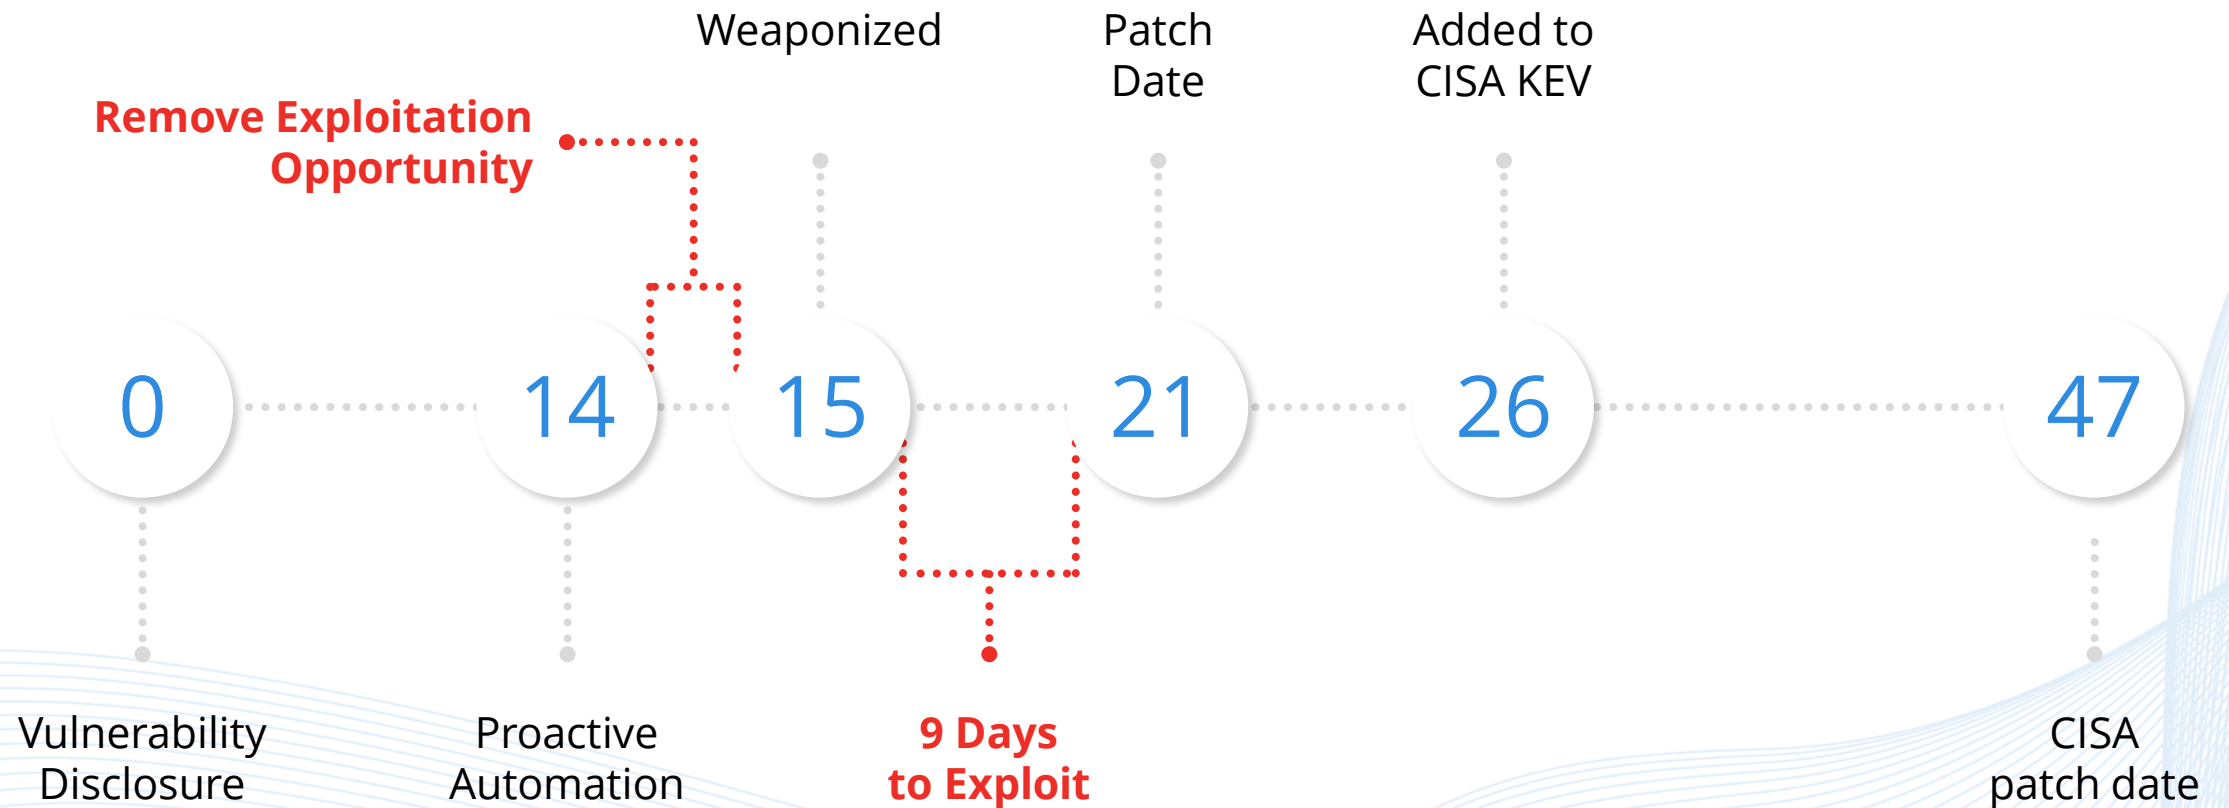 Weaponized
Patch
Date
Added to
CISA KEV
Remove Exploitation
Opportunity
0
14
15
21
26
47
Vulnerability
Disclosure
Proactive
Automation
9 Days
to Exploit
CISA
patch date